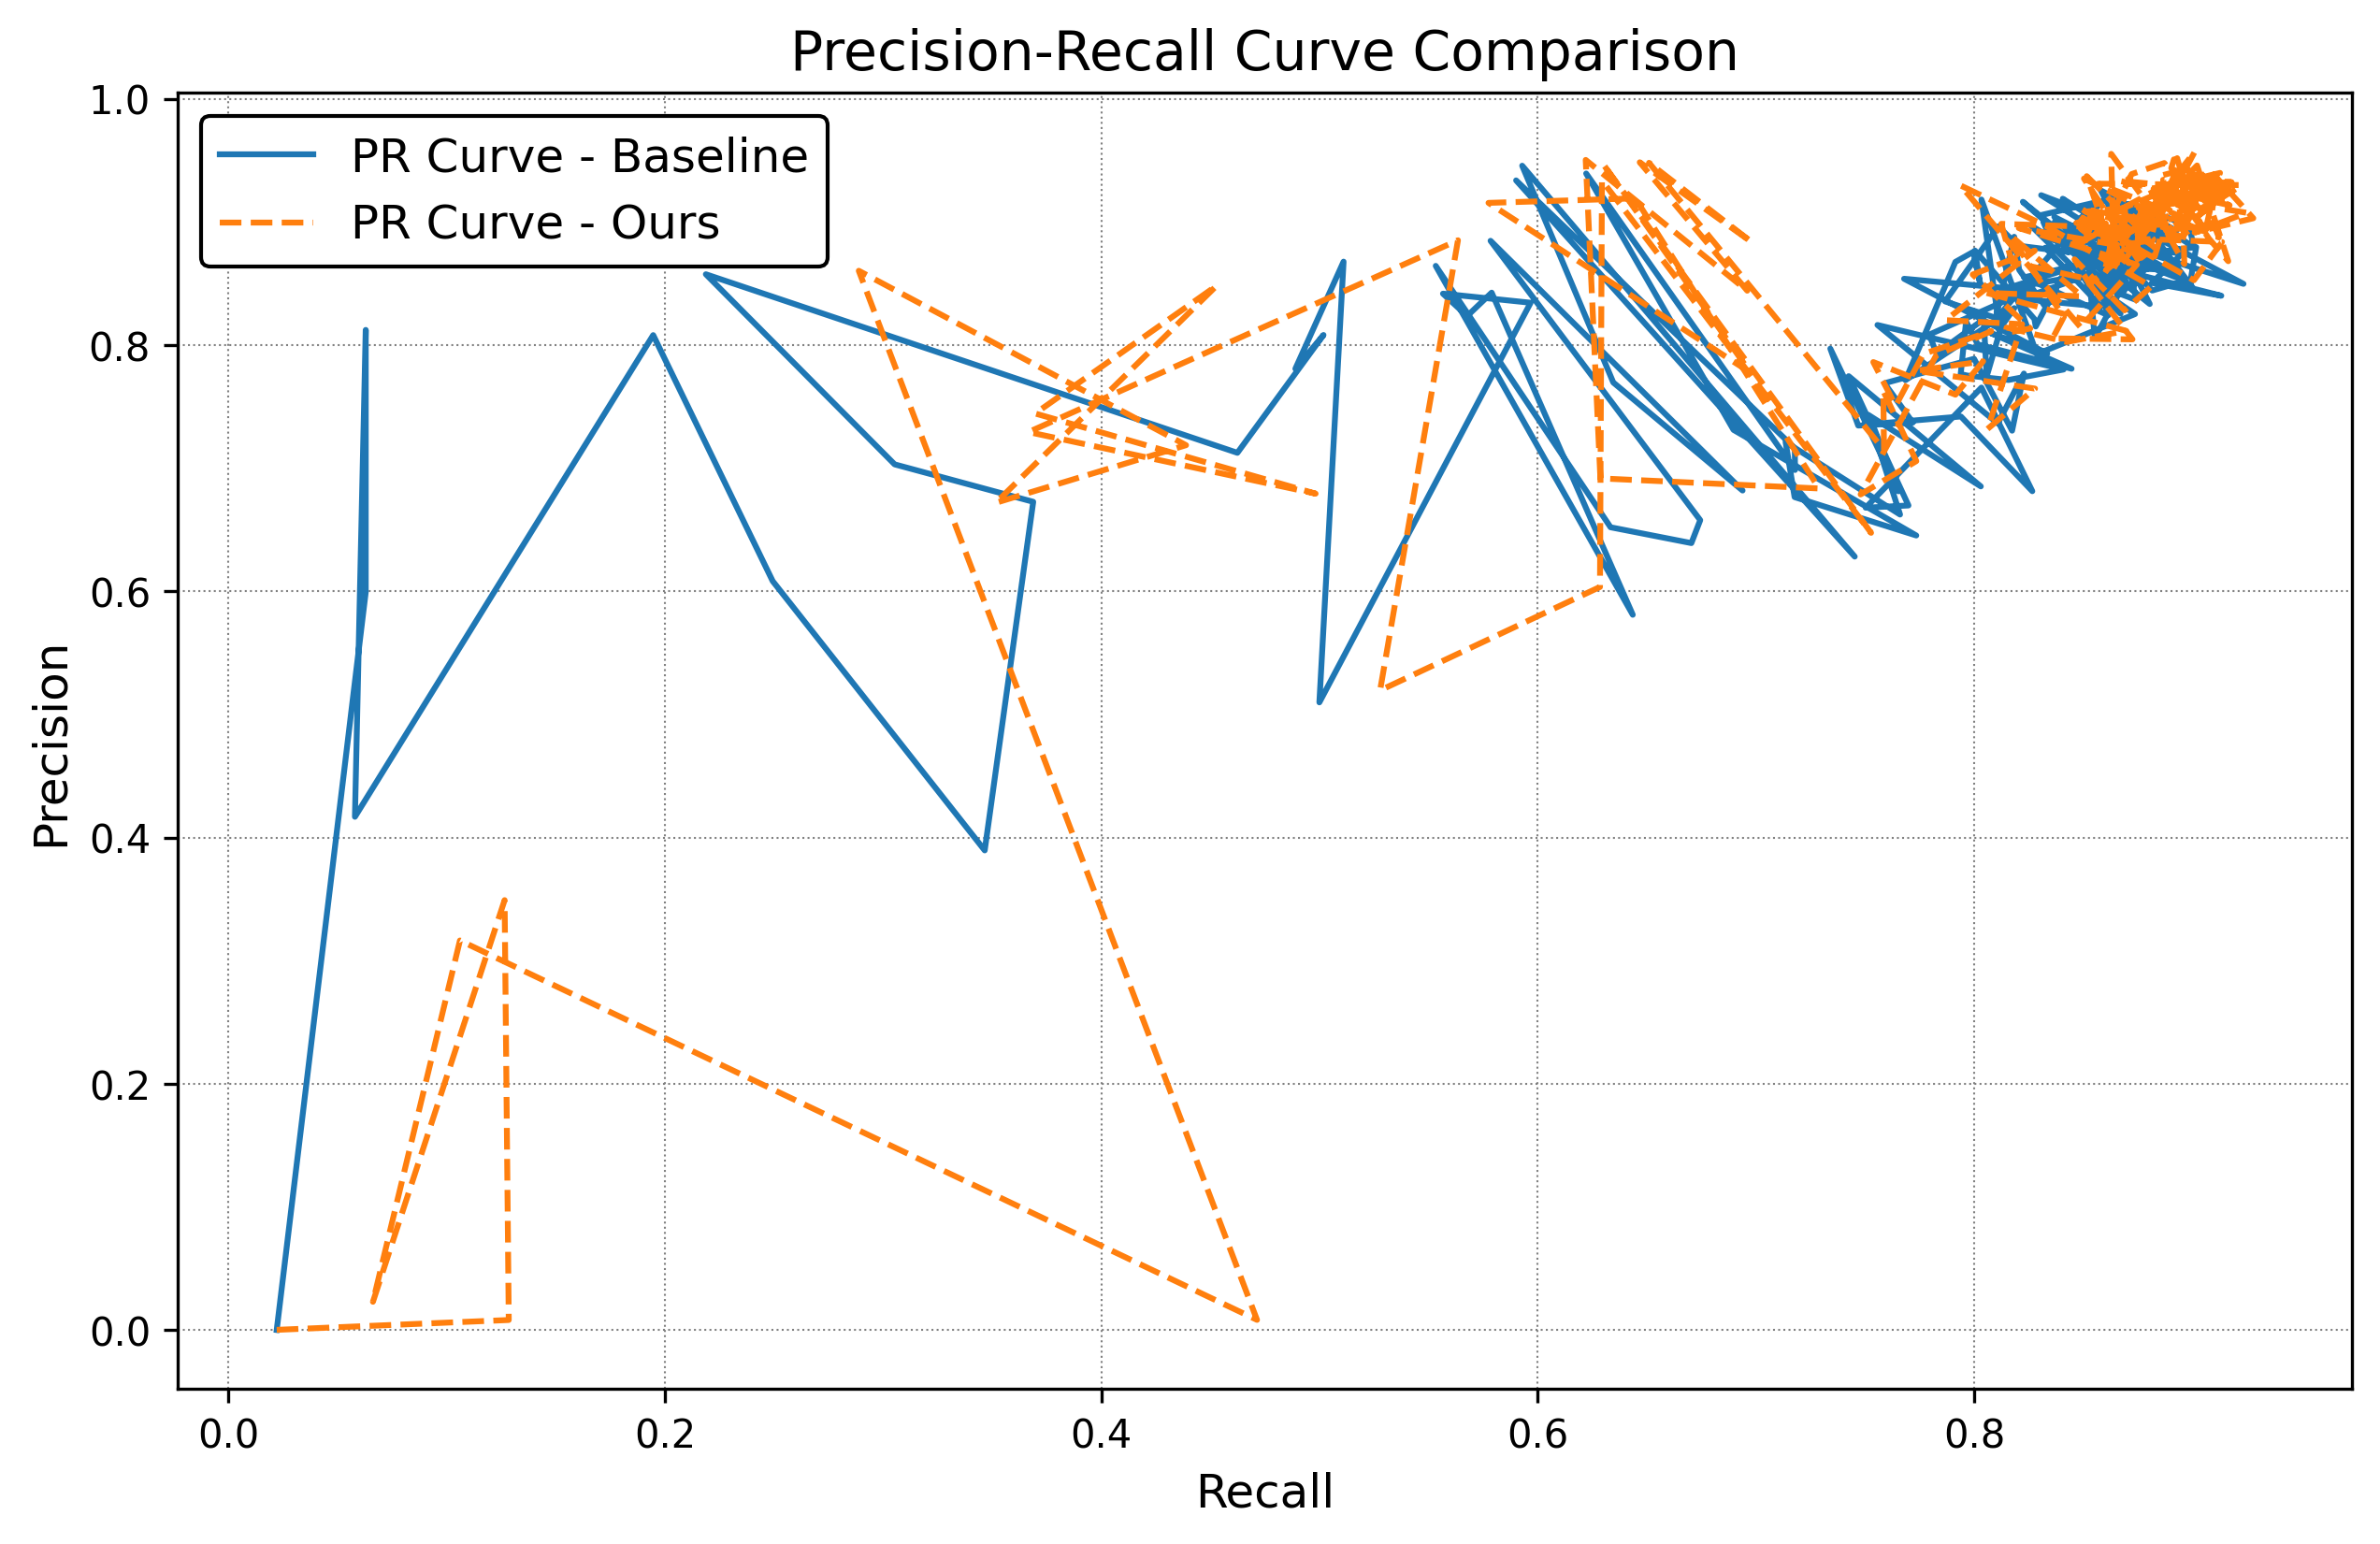 Precision-Recall Curve Comparison
PR Curve - Baseline
PR Curve - Ours
1.0
0.8
0.6
0.4
0.2
0.0
Precision
0.0 0.2 0.4 0.6 0.8
Recall